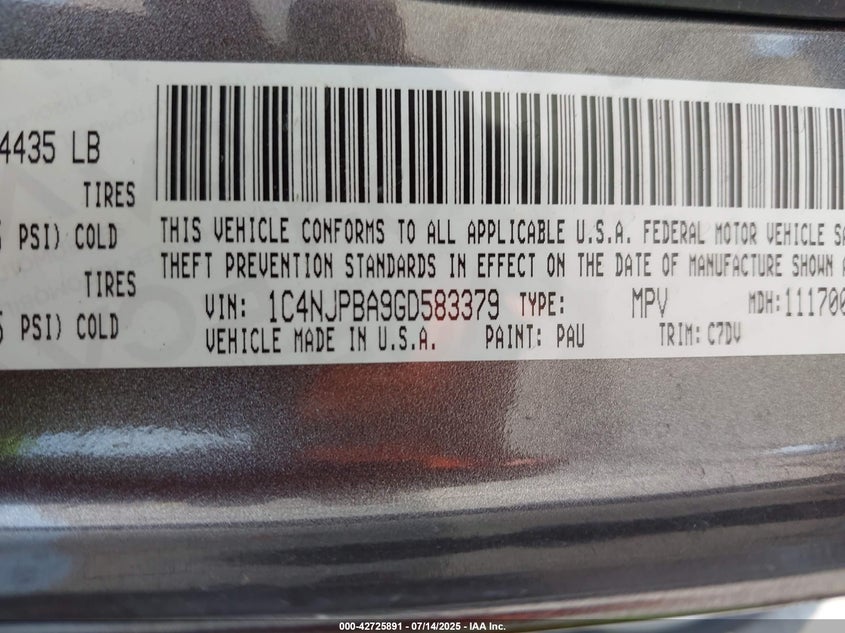 4435 LB
TIRES
PSI) COLD
TIRES
5 PSI) COLD
THIS VEHICLE CONFORMS TO ALL APPLICABLE U.S.A. FEDERAL MOTOR VEHICLE SA
THEFT PREVENTION STANDARDS IN EFFECT ON THE DATE OF MANUFACTURE SHOWN A
VIN: 1C4NJPBA9GD583379 TYPE: MPV MDH: 111700
VEHICLE MADE IN U.S.A. PAINT: PAU TRIM: C7DV
000-42725891 - 07/14/2025 - IAA Inc.